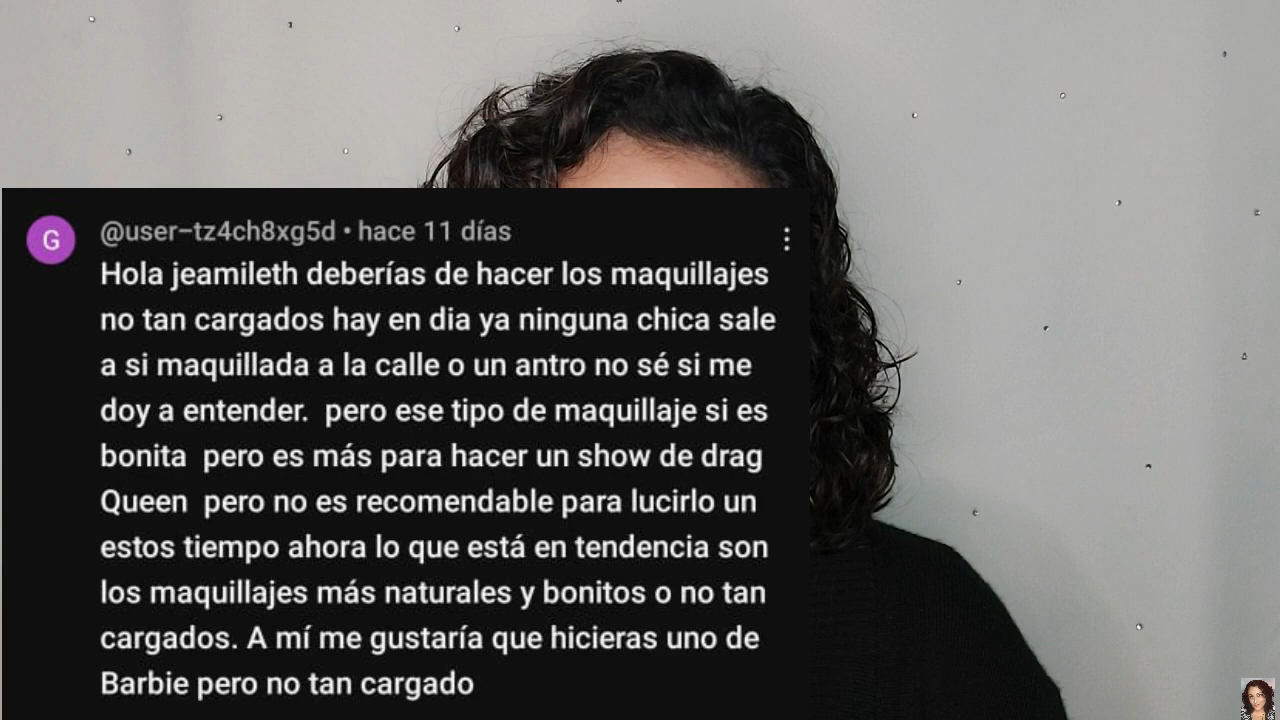 G
@user-tz4ch8xg5d • hace 11 días
Hola jeamileth deberías de hacer los maquillajes
no tan cargados hay en dia ya ninguna chica sale
a si maquillada a la calle o un antro no sé si me
doy a entender.  pero ese tipo de maquillaje si es
bonita  pero es más para hacer un show de drag
Queen  pero no es recomendable para lucirlo un
estos tiempo ahora lo que está en tendencia son
los maquillajes más naturales y bonitos o no tan
cargados. A mí me gustaría que hicieras uno de
Barbie pero no tan cargado